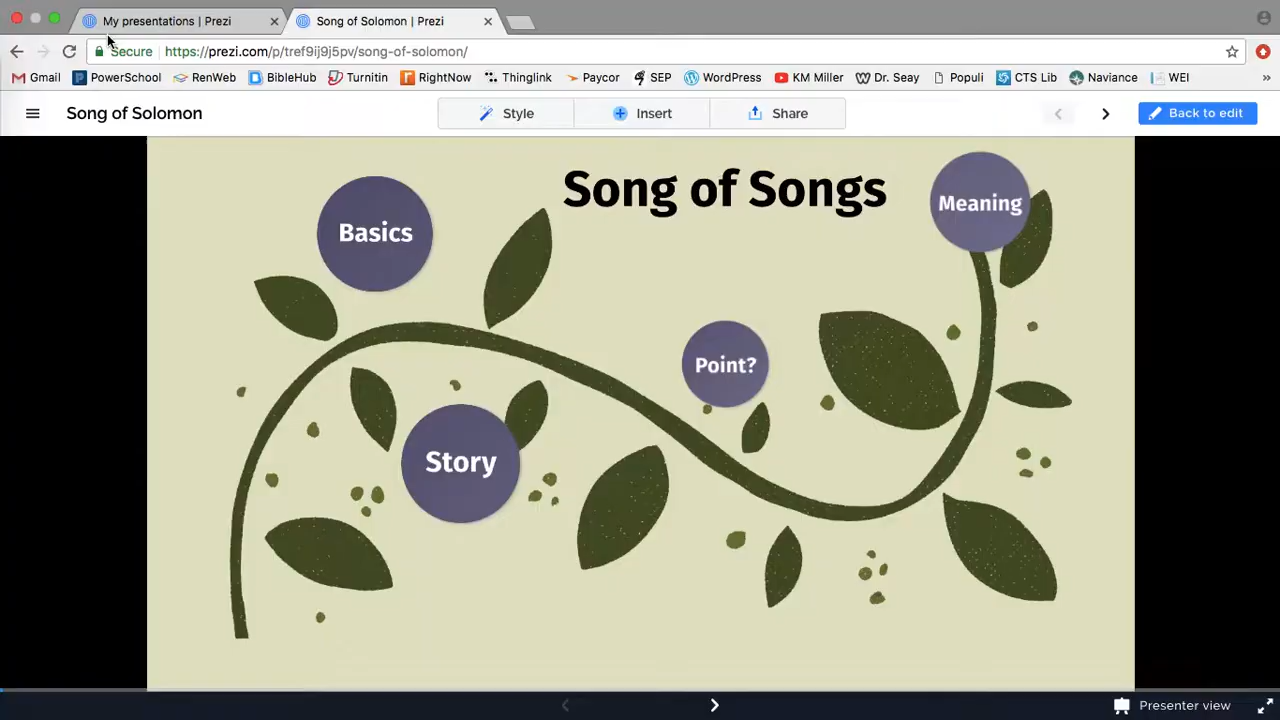 My presentations | Prezi
Song of Solomon | Prezi
Secure
https://prezi.com/p/tref9ij9j5pv/song-of-solomon/
Gmail
PowerSchool
RenWeb
BibleHub
Turnitin
RightNow
Thinglink
Paycor
SEP
WordPress
KM Miller
Dr. Seay
Populi
CTS Lib
Naviance
WEI
Song of Solomon
Style
Insert
Share
Back to edit
Song of Songs
Meaning
Basics
Point?
Story
Presenter view